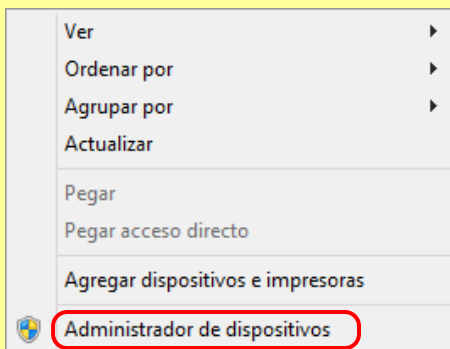 Ver
Ordenar por
Agrupar por
Actualizar
Pegar
Pegar acceso directo
Agregar dispositivos e impresoras
Administrador de dispositivos